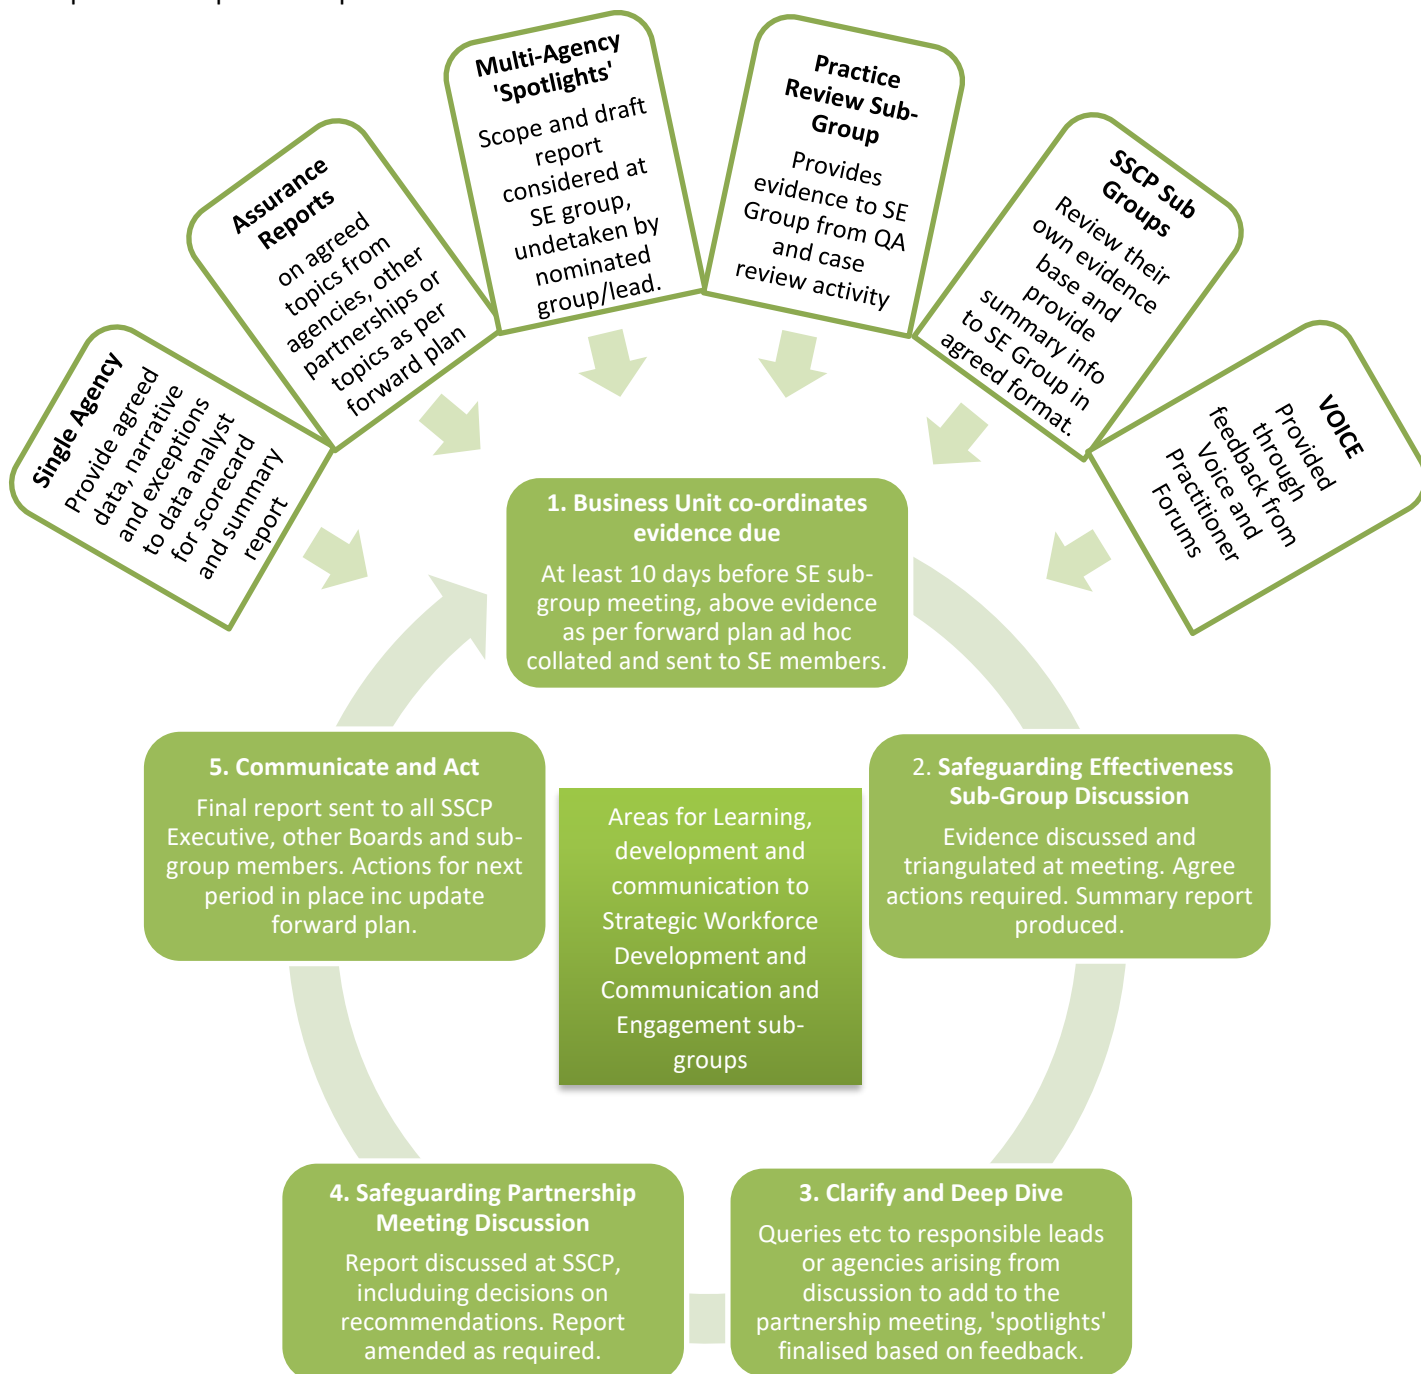 Single Agency
Provide agreed
data, narrative
and exceptions
to data analyst
for scorecard
and summary
report
Assurance
Reports
on agreed
topics from
agencies, other
partnerships or
topics as per
forward plan
Multi-Agency
'Spotlights'
Scope and draft
report
considered at
SE group,
undetaken by
nominated
group/lead.
Practice
Review Sub-
Group
Provides
evidence to SE
Group from QA
and case
review activity
SSCP Sub
Groups
Review their
own evidence
base and
provide
summary info
to SE Group in
agreed format.
VOICE
Provided
through
feedback from
Voice and
Practitioner
Forums
1. Business Unit co-ordinates
evidence due
At least 10 days before SE sub-
group meeting, above evidence
as per forward plan ad hoc
collated and sent to SE members.
2. Safeguarding Effectiveness
Sub-Group Discussion
Evidence discussed and
triangulated at meeting. Agree
actions required. Summary report
produced.
3. Clarify and Deep Dive
Queries etc to responsible leads
or agencies arising from
discussion to add to the
partnership meeting, 'spotlights'
finalised based on feedback.
4. Safeguarding Partnership
Meeting Discussion
Report discussed at SSCP,
includuing decisions on
recommendations. Report
amended as required.
5. Communicate and Act
Final report sent to all SSCP
Executive, other Boards and sub-
group members. Actions for next
period in place inc update
forward plan.
Areas for Learning,
development and
communication to
Strategic Workforce
Development and
Communication and
Engagement sub-
groups